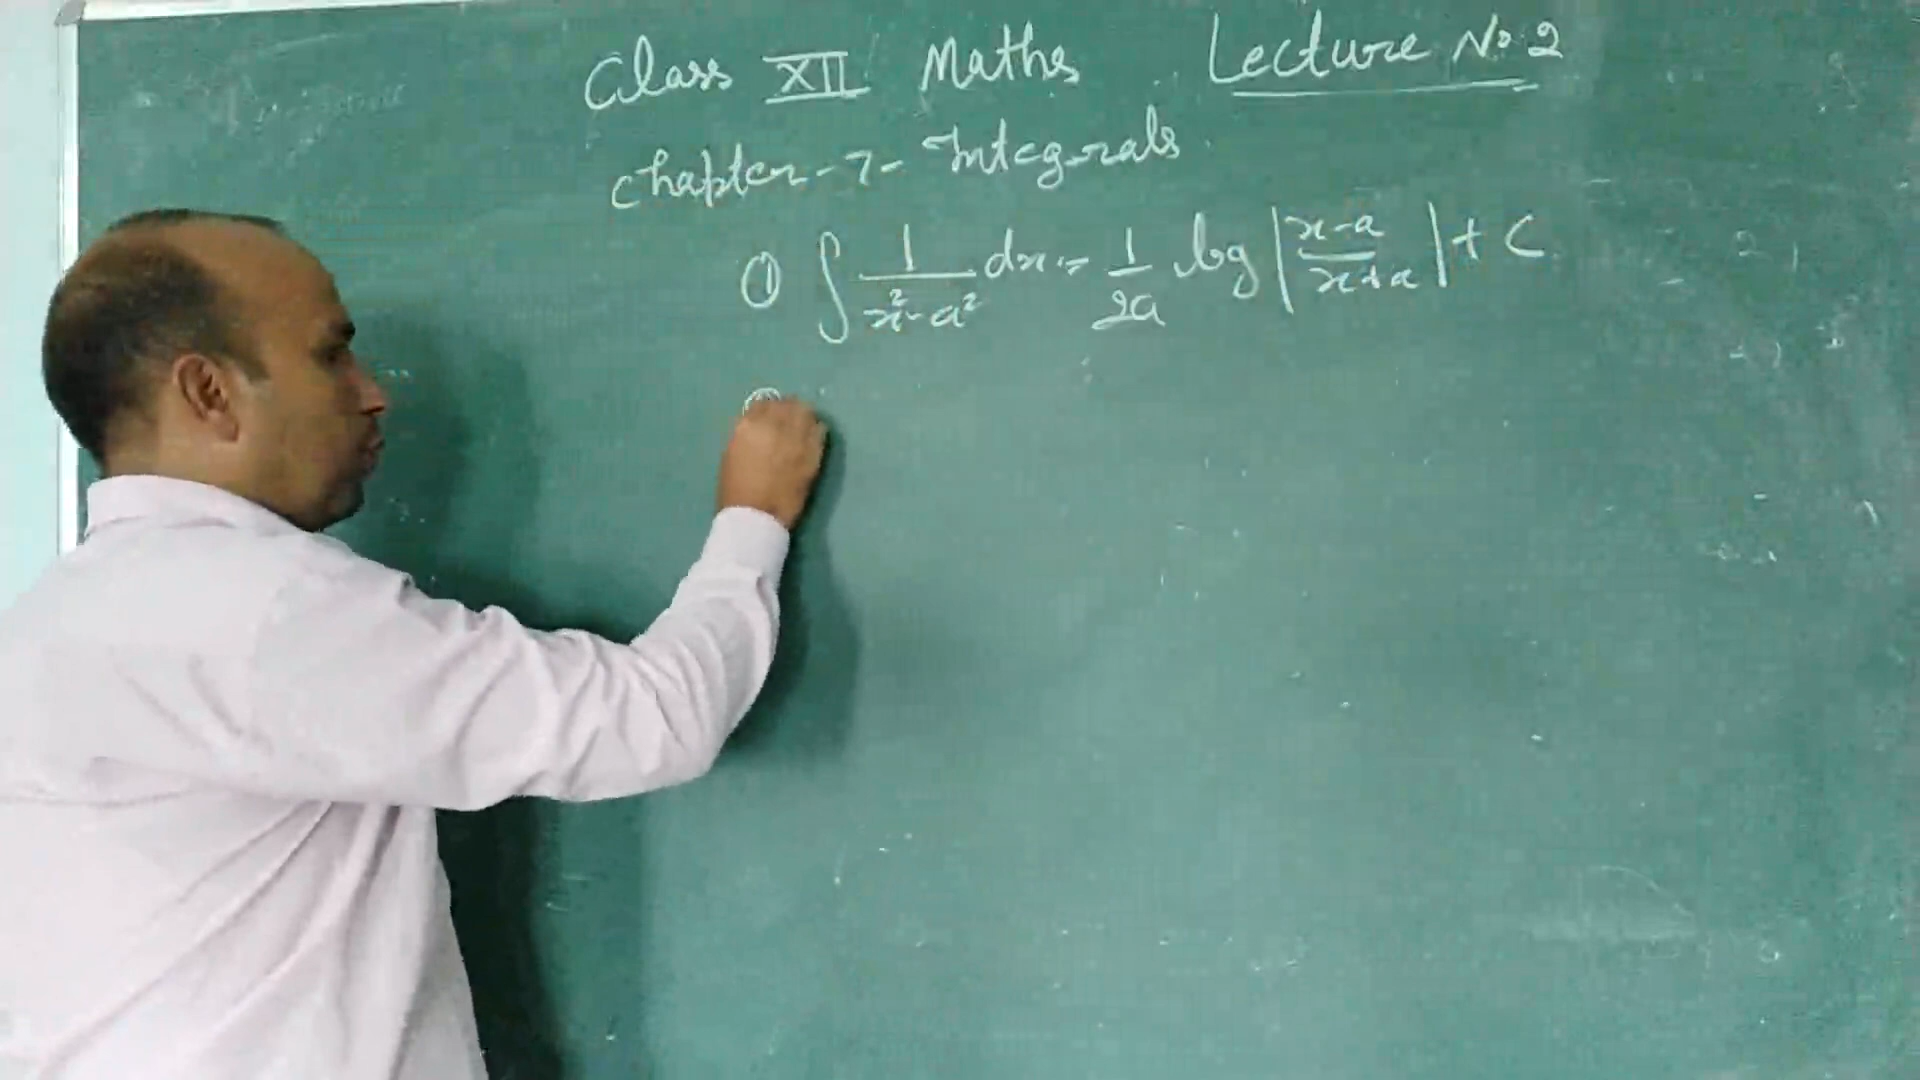 Class XII Maths Lecture No 2
Chapter-7- Integrals
① ∫ 1/(x²-a²) dx = 1/2a log |x-a/x+a| + C